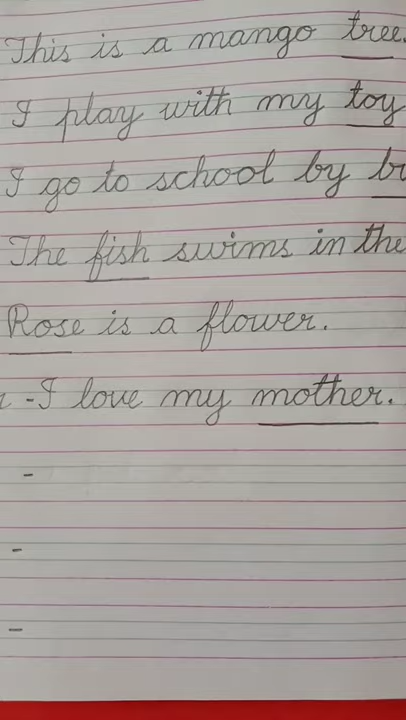 This is a mango tree.
I play with my toy
I go to school by
The fish swims in the
Rose is a flower.
-I love my mother.
-
-
-